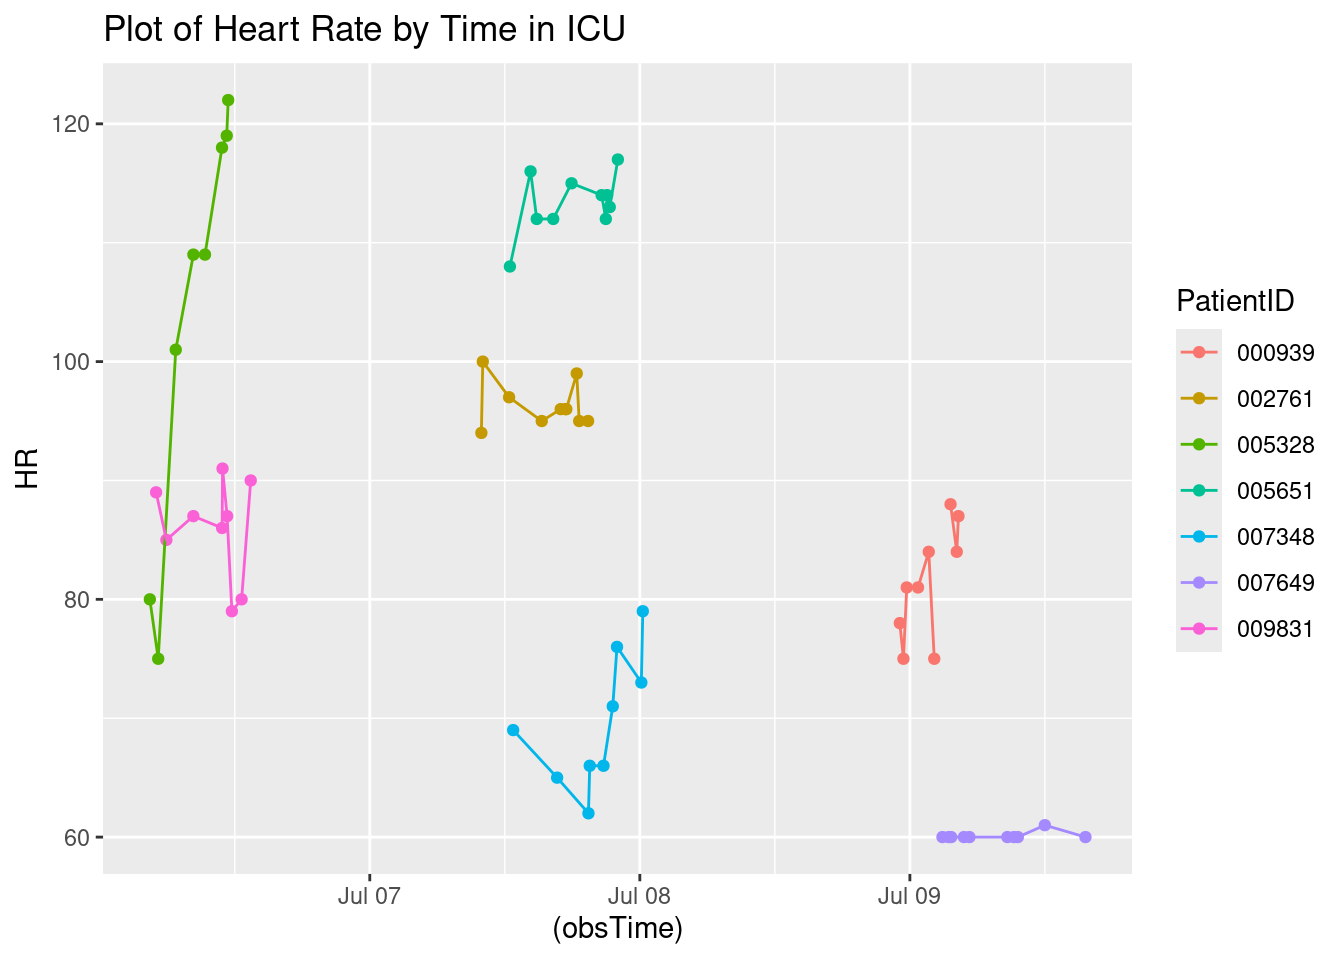 Plot of Heart Rate by Time in ICU
120
100
80
60
HR
Jul 07
Jul 08
Jul 09
(obsTime)
PatientID
000939
002761
005328
005651
007348
007649
009831